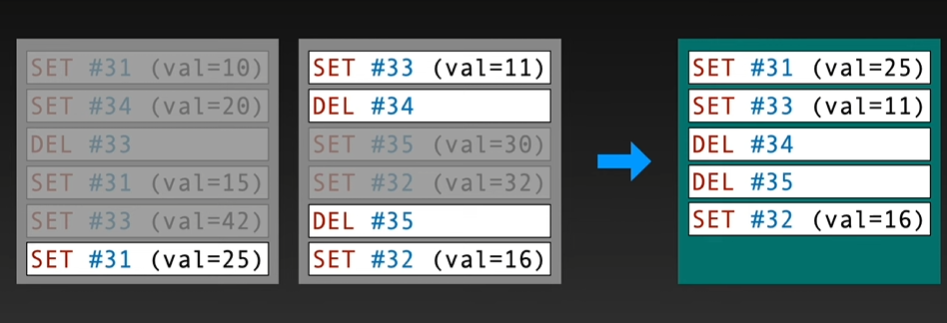 SET #31 (val=10)
SET #34 (val=20)
DEL #33
SET #31 (val=15)
SET #33 (val=42)
SET #31 (val=25)
SET #33 (val=11)
DEL #34
SET #35 (val=30)
SET #32 (val=32)
DEL #35
SET #32 (val=16)
SET #31 (val=25)
SET #33 (val=11)
DEL #34
DEL #35
SET #32 (val=16)